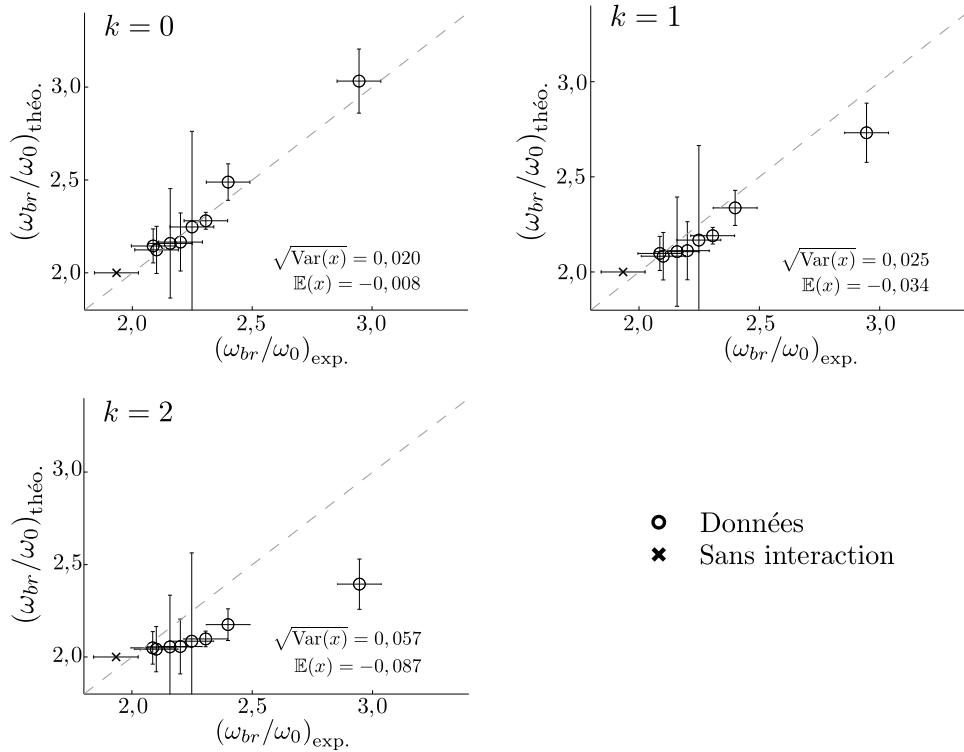 k = 0
(ω_br/ω_0)_théo.
3,0
2,5
2,0
√Var(x) = 0,020
𝔼(x) = −0,008
2,0 2,5 3,0
(ω_br/ω_0)_exp.
k = 1
(ω_br/ω_0)_théo.
3,0
2,5
2,0
√Var(x) = 0,025
𝔼(x) = −0,034
2,0 2,5 3,0
(ω_br/ω_0)_exp.
k = 2
(ω_br/ω_0)_théo.
3,0
2,5
2,0
√Var(x) = 0,057
𝔼(x) = −0,087
2,0 2,5 3,0
(ω_br/ω_0)_exp.
Données
Sans interaction